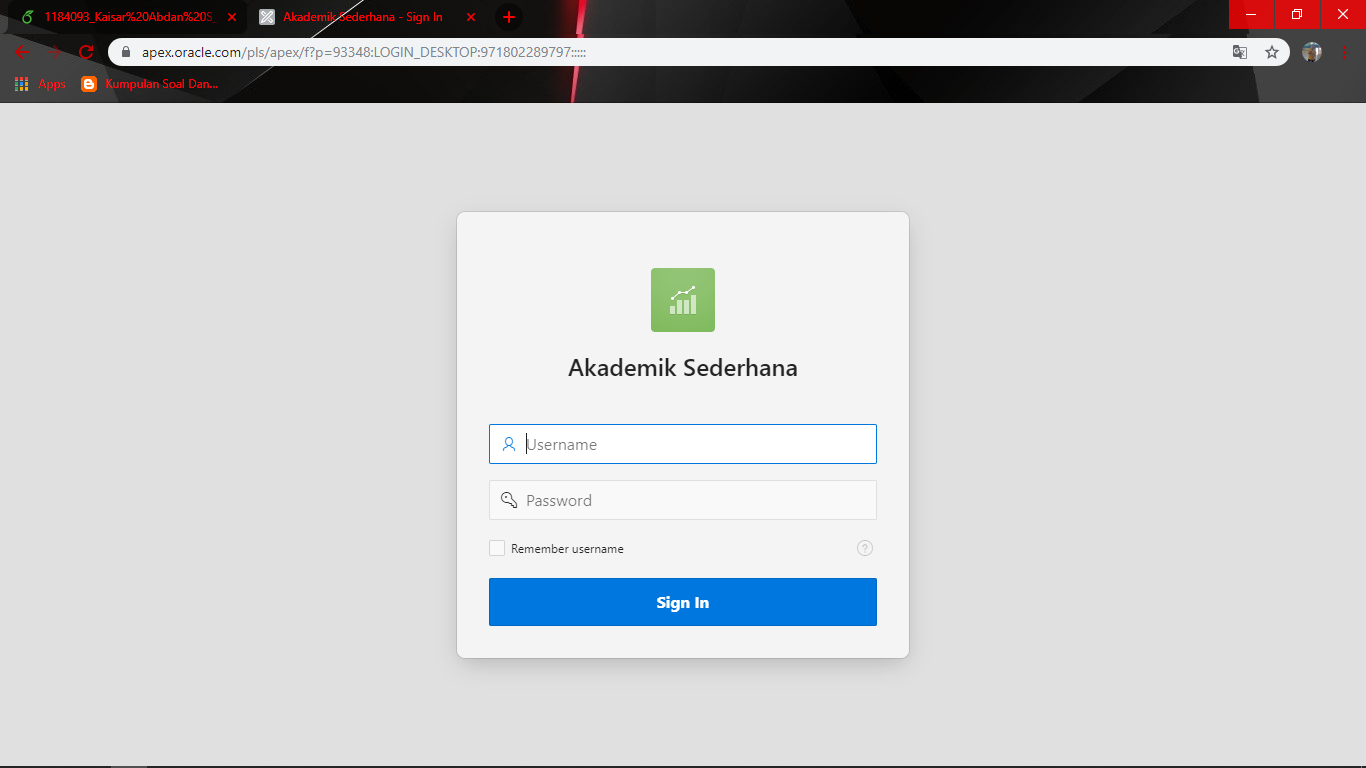 1184093_Kaisar%20Abdan%20S_
Akademik Sederhana - Sign In
apex.oracle.com/pls/apex/f?p=93348:LOGIN_DESKTOP:971802289797:::::
Apps
Kumpulan Soal Dan...
Akademik Sederhana
Username
Password
Remember username
?
Sign In